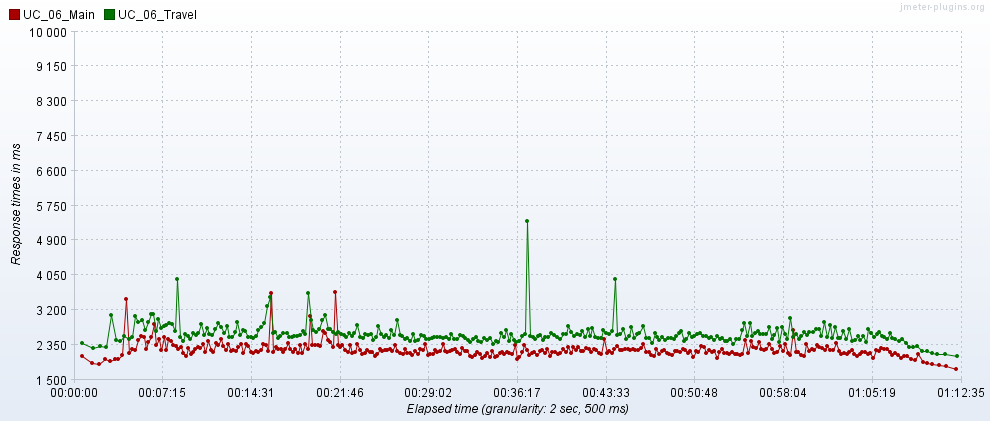 UC_06_Main UC_06_Travel
jmeter-plugins.org
10 000
9 150
8 300
7 450
6 600
5 750
4 900
4 050
3 200
2 350
1 500
Response times in ms
00:00:00 00:07:15 00:14:31 00:21:46 00:29:02 00:36:17 00:43:33 00:50:48 00:58:04 01:05:19 01:12:35
Elapsed time (granularity: 2 sec, 500 ms)